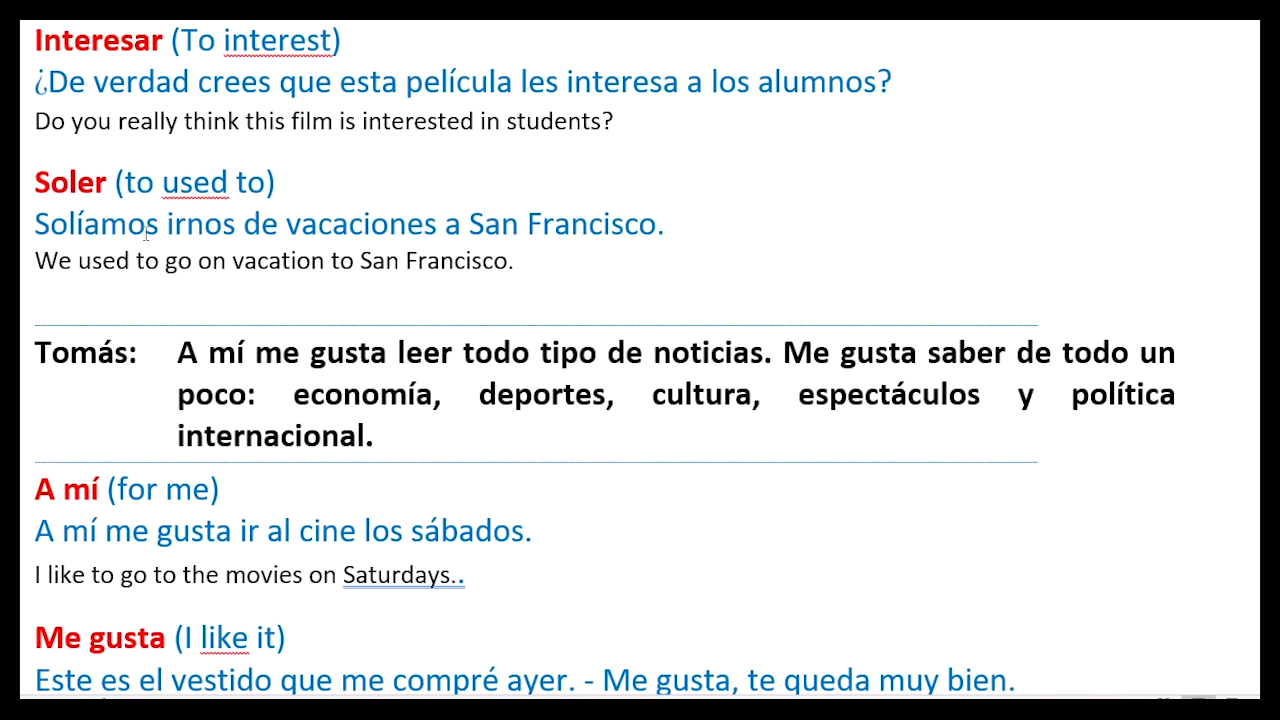 Interesar (To interest)
¿De verdad crees que esta película les interesa a los alumnos?
Do you really think this film is interested in students?
Soler (to used to)
Solíamos irnos de vacaciones a San Francisco.
We used to go on vacation to San Francisco.
Tomás: A mí me gusta leer todo tipo de noticias. Me gusta saber de todo un
poco: economía, deportes, cultura, espectáculos y política
internacional.
A mí (for me)
A mí me gusta ir al cine los sábados.
I like to go to the movies on Saturdays..
Me gusta (I like it)
Este es el vestido que me compré ayer. - Me gusta, te queda muy bien.